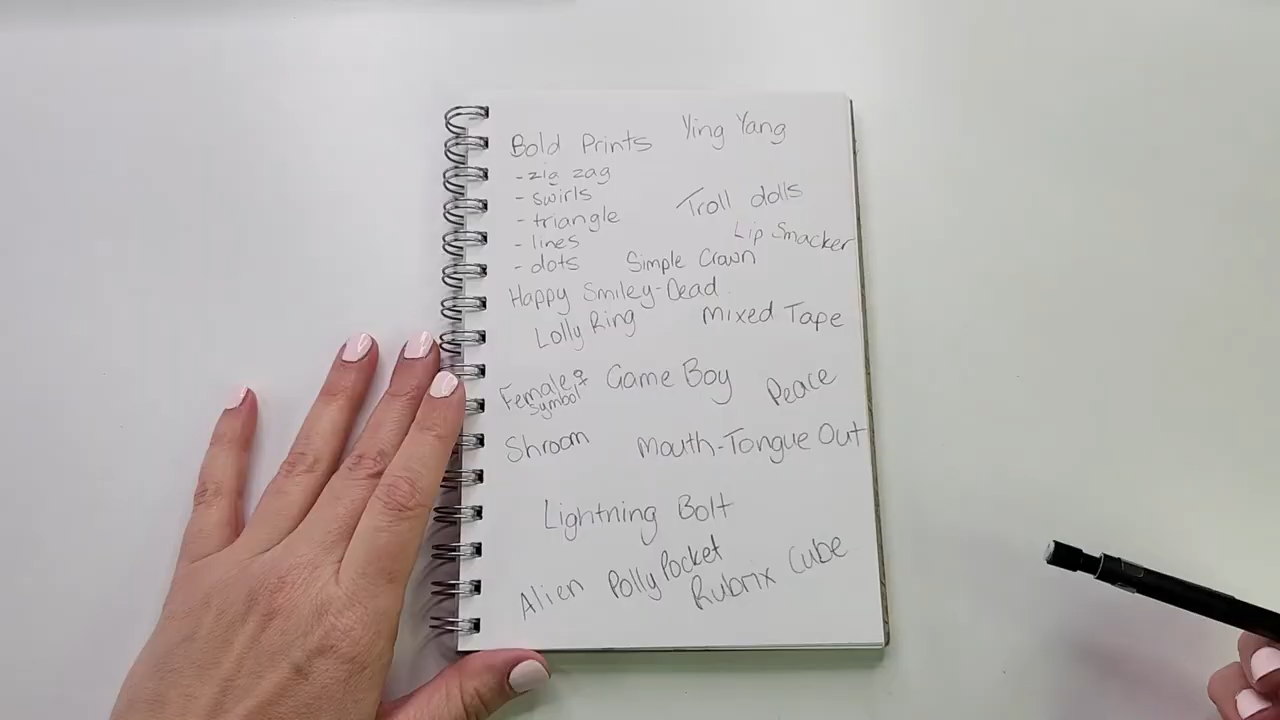 Bold Prints
Ying Yang
- zig zag
- swirls
- triangle
- lines
- dots
Troll dolls
Lip Smacker
Simple Crown
Happy Smiley-Dead
Lolly Ring
Mixed Tape
Female ♀
Symbol
Game Boy
Peace
Shroom
Mouth-Tongue Out
Lightning Bolt
Alien
Polly Pocket
Rubrix Cube